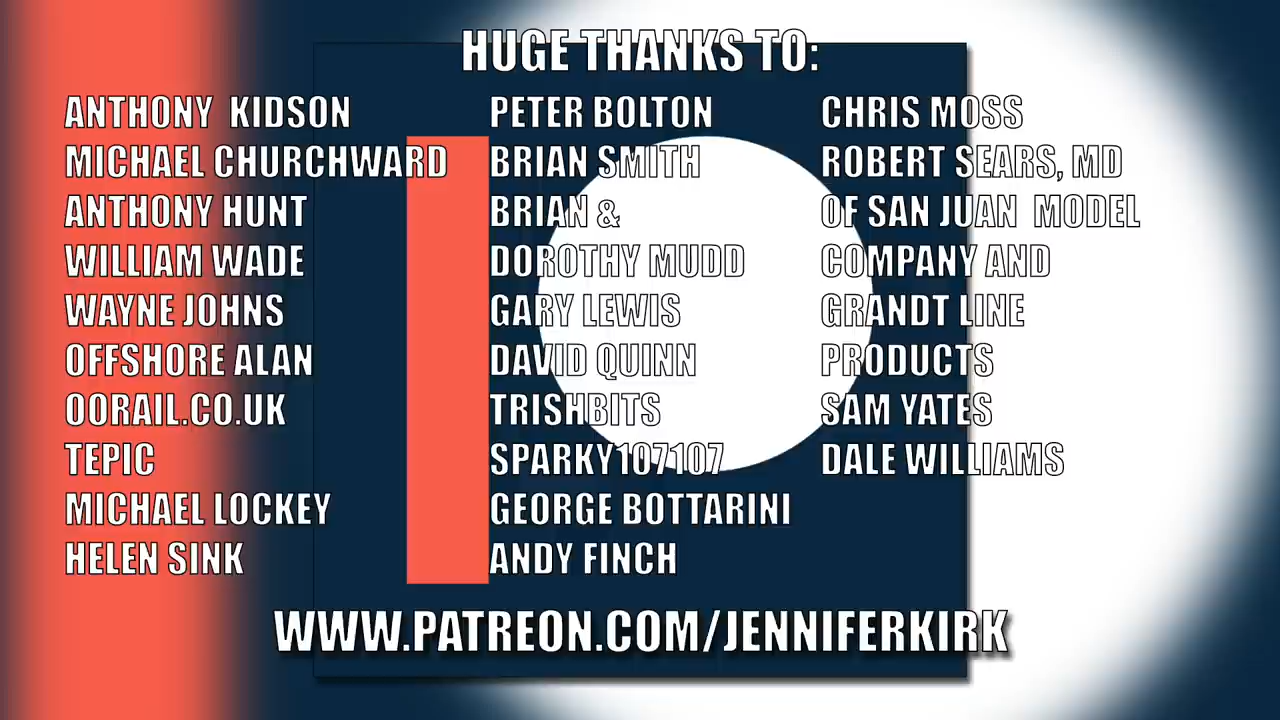 HUGE THANKS TO:
ANTHONY  KIDSON
MICHAEL CHURCHWARD
ANTHONY HUNT
WILLIAM WADE
WAYNE JOHNS
OFFSHORE ALAN
OORAIL.CO.UK
TEPIC
MICHAEL LOCKEY
HELEN SINK
PETER BOLTON
BRIAN SMITH
BRIAN &
DOROTHY MUDD
GARY LEWIS
DAVID QUINN
TRISHBITS
SPARKY107107
GEORGE BOTTARINI
ANDY FINCH
CHRIS MOSS
ROBERT SEARS, MD
OF SAN JUAN  MODEL
COMPANY AND
GRANDT LINE
PRODUCTS
SAM YATES
DALE WILLIAMS
WWW.PATREON.COM/JENNIFERKIRK